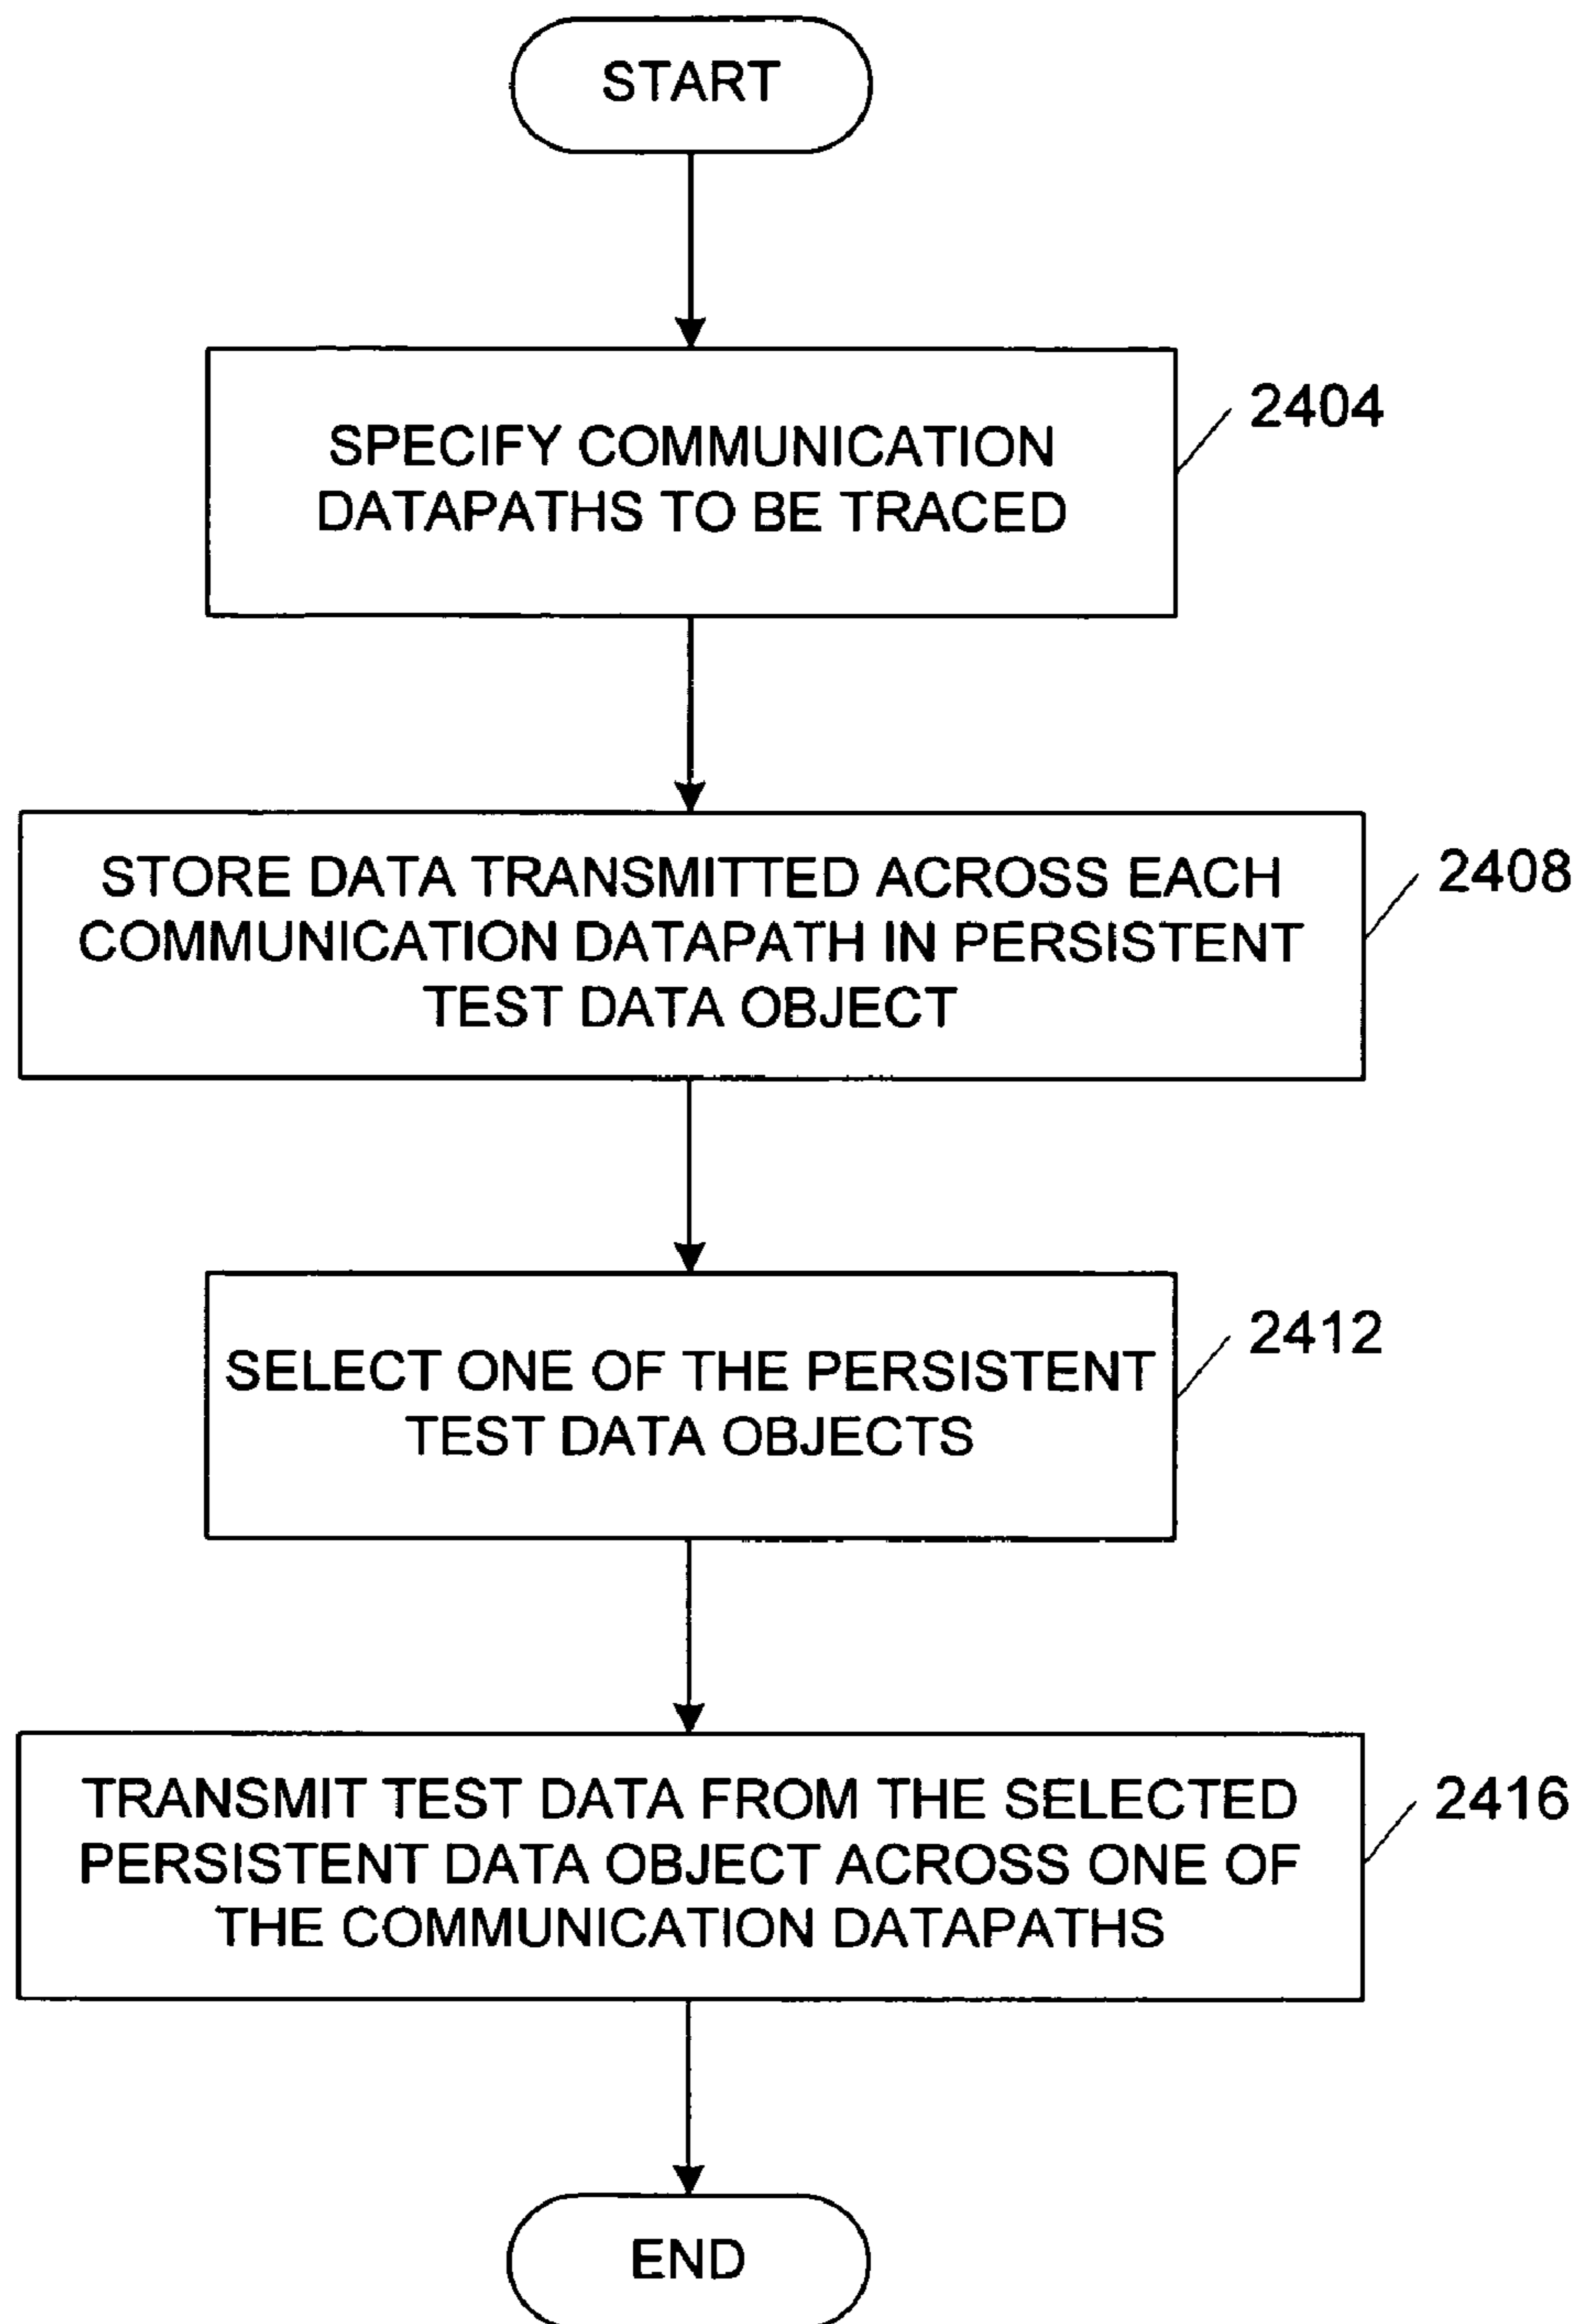 START
SPECIFY COMMUNICATION
DATAPATHS TO BE TRACED
2404
STORE DATA TRANSMITTED ACROSS EACH
COMMUNICATION DATAPATH IN PERSISTENT
TEST DATA OBJECT
2408
SELECT ONE OF THE PERSISTENT
TEST DATA OBJECTS
2412
TRANSMIT TEST DATA FROM THE SELECTED
PERSISTENT DATA OBJECT ACROSS ONE OF
THE COMMUNICATION DATAPATHS
2416
END